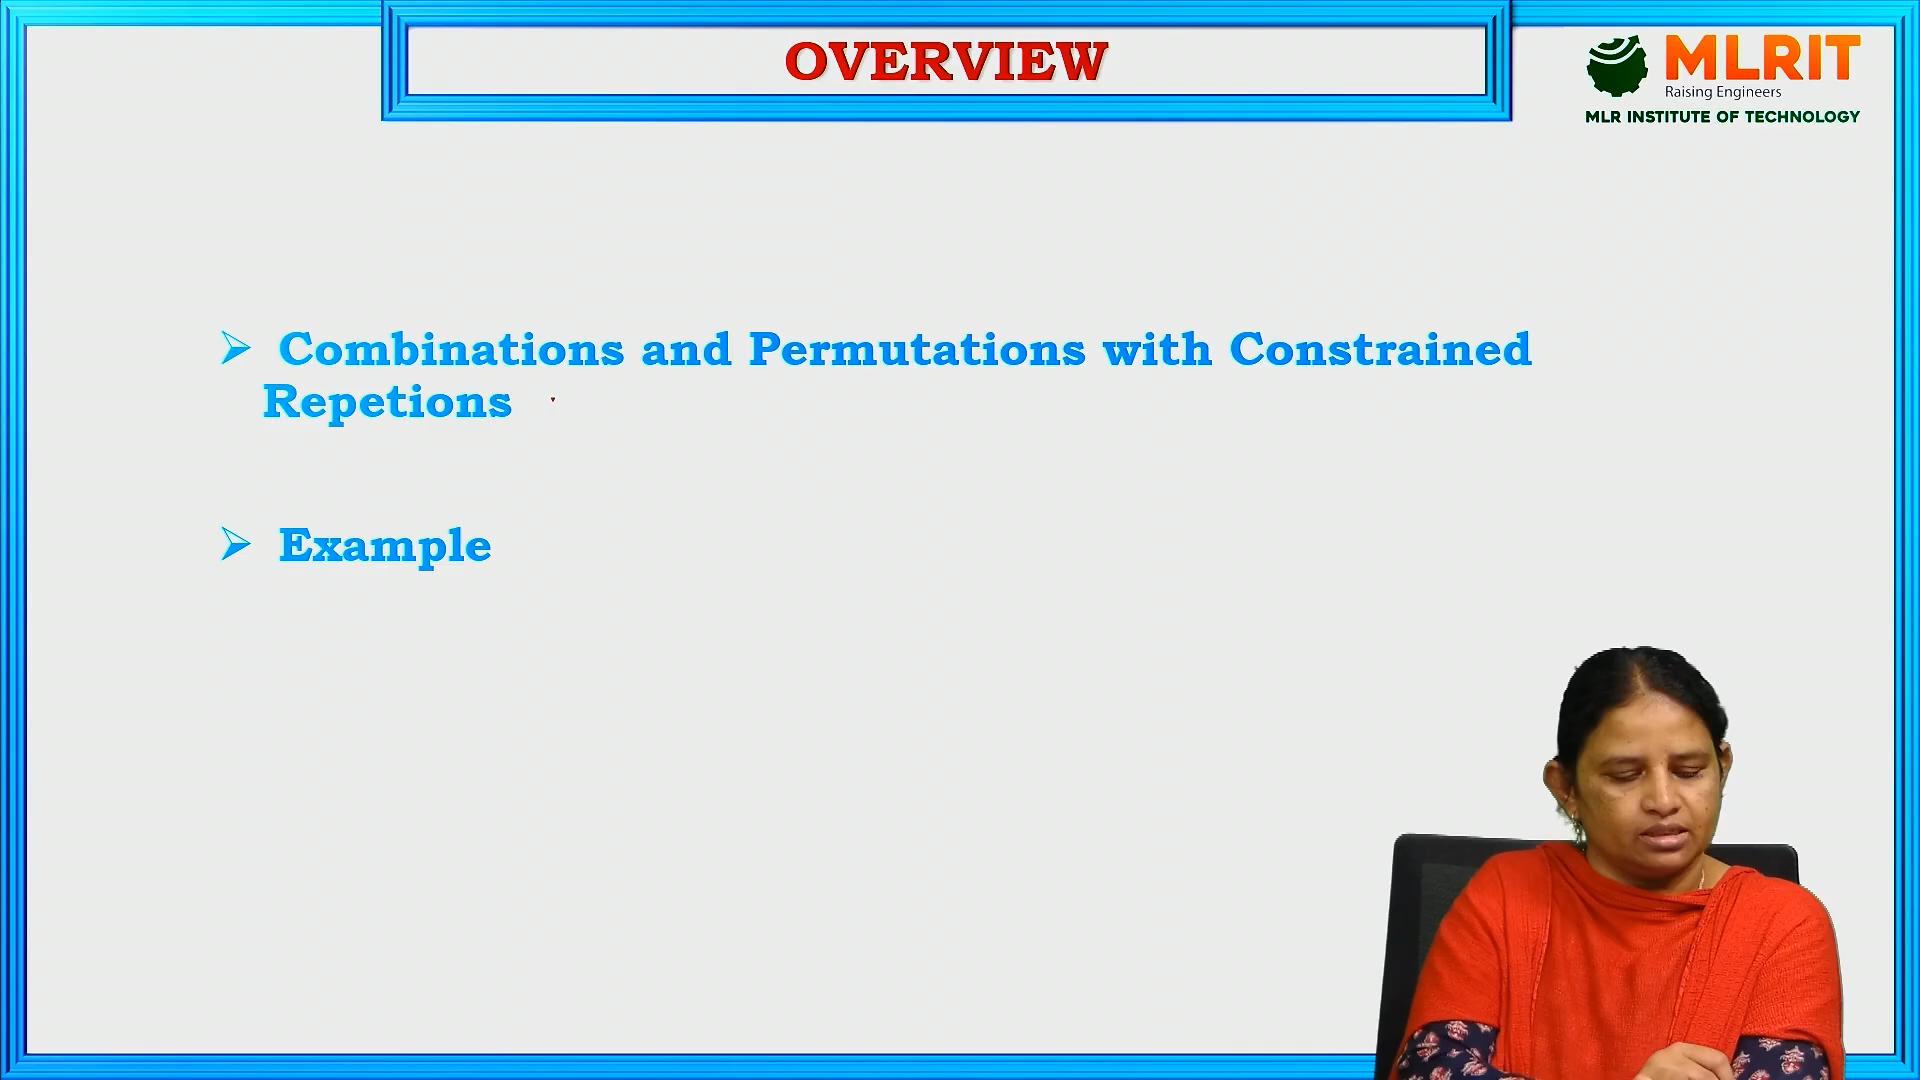 OVERVIEW
MLRIT
Raising Engineers
MLR INSTITUTE OF TECHNOLOGY
Combinations and Permutations with Constrained
Repetions
Example